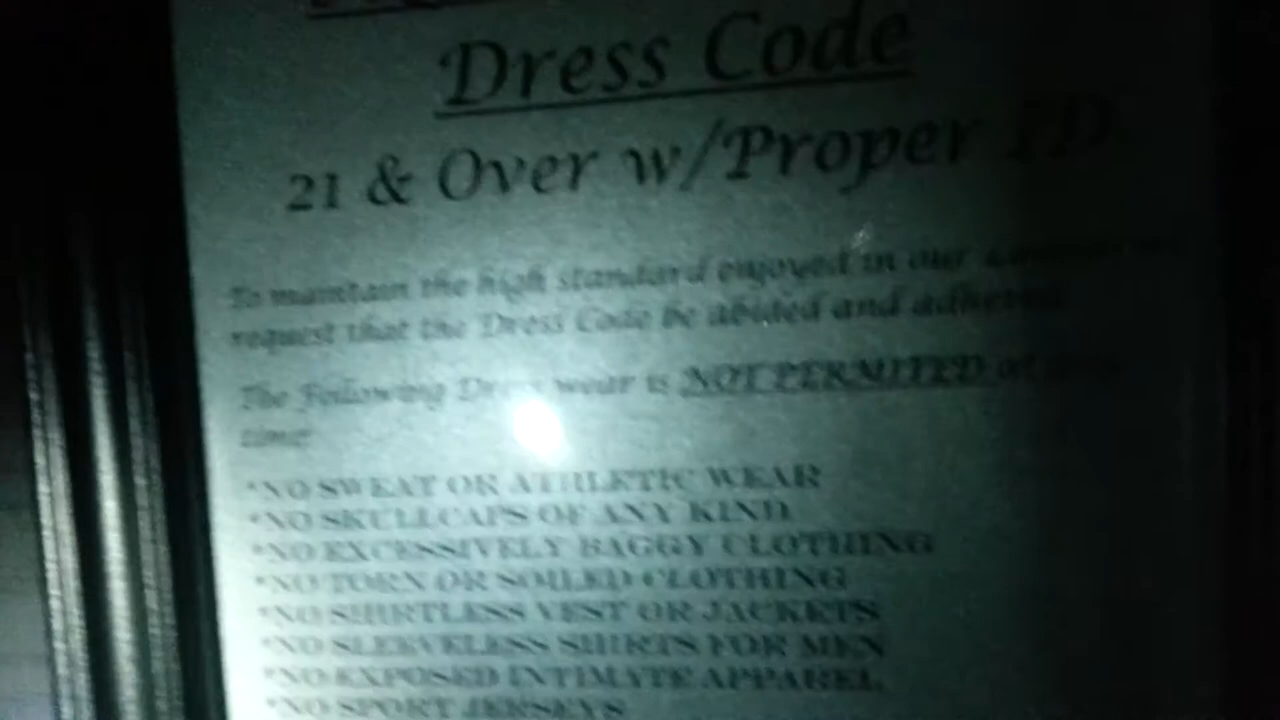 Dress Code
21 & Over w/Proper ID
To maintain the high standard enjoyed in our
request that the Dress Code be abided and adhered
The Following Dress wear is NOT PERMITED at
time
*NO SWEAT OR ATHLETIC WEAR
*NO SKULLCAPS OF ANY KIND
*NO EXCESSIVELY BAGGY CLOTHING
*NO TORN OR SOILED CLOTHING
*NO SHIRTLESS VEST OR JACKETS
*NO SLEEVELESS SHIRTS FOR MEN
*NO EXPOSED INTIMATE APPAREL
*NO SPORT JERSEYS